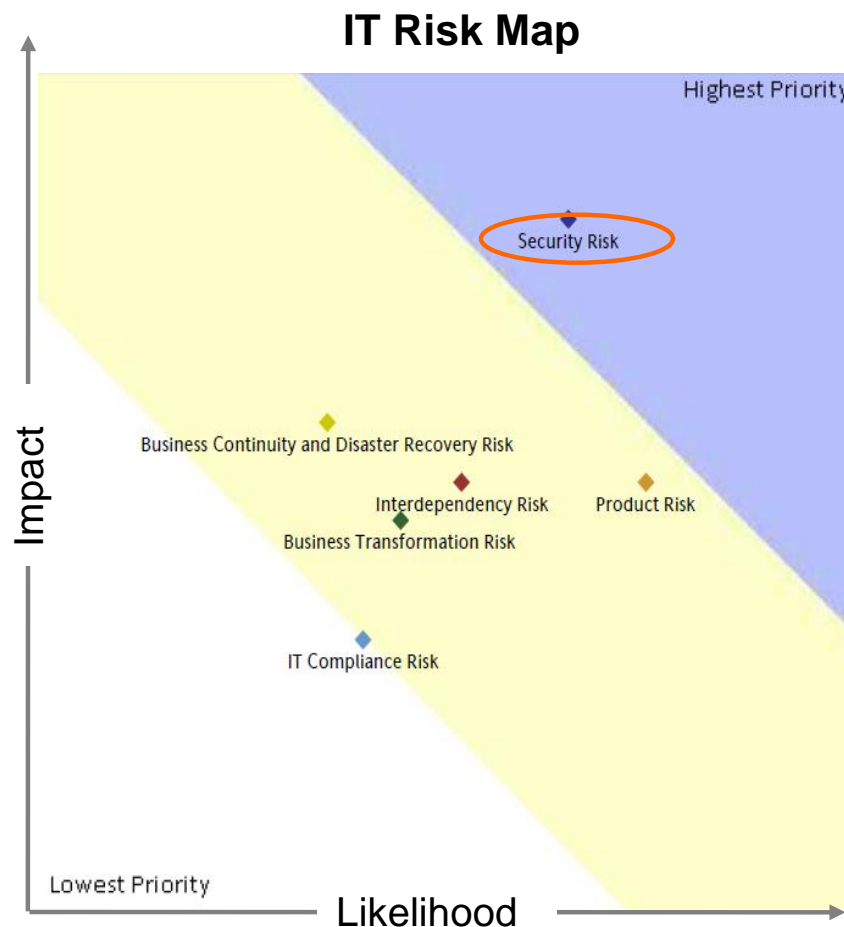 IT Risk Map
Highest Priority
Security Risk
Business Continuity and Disaster Recovery Risk
Interdependency Risk
Product Risk
Business Transformation Risk
IT Compliance Risk
Impact
Lowest Priority
Likelihood